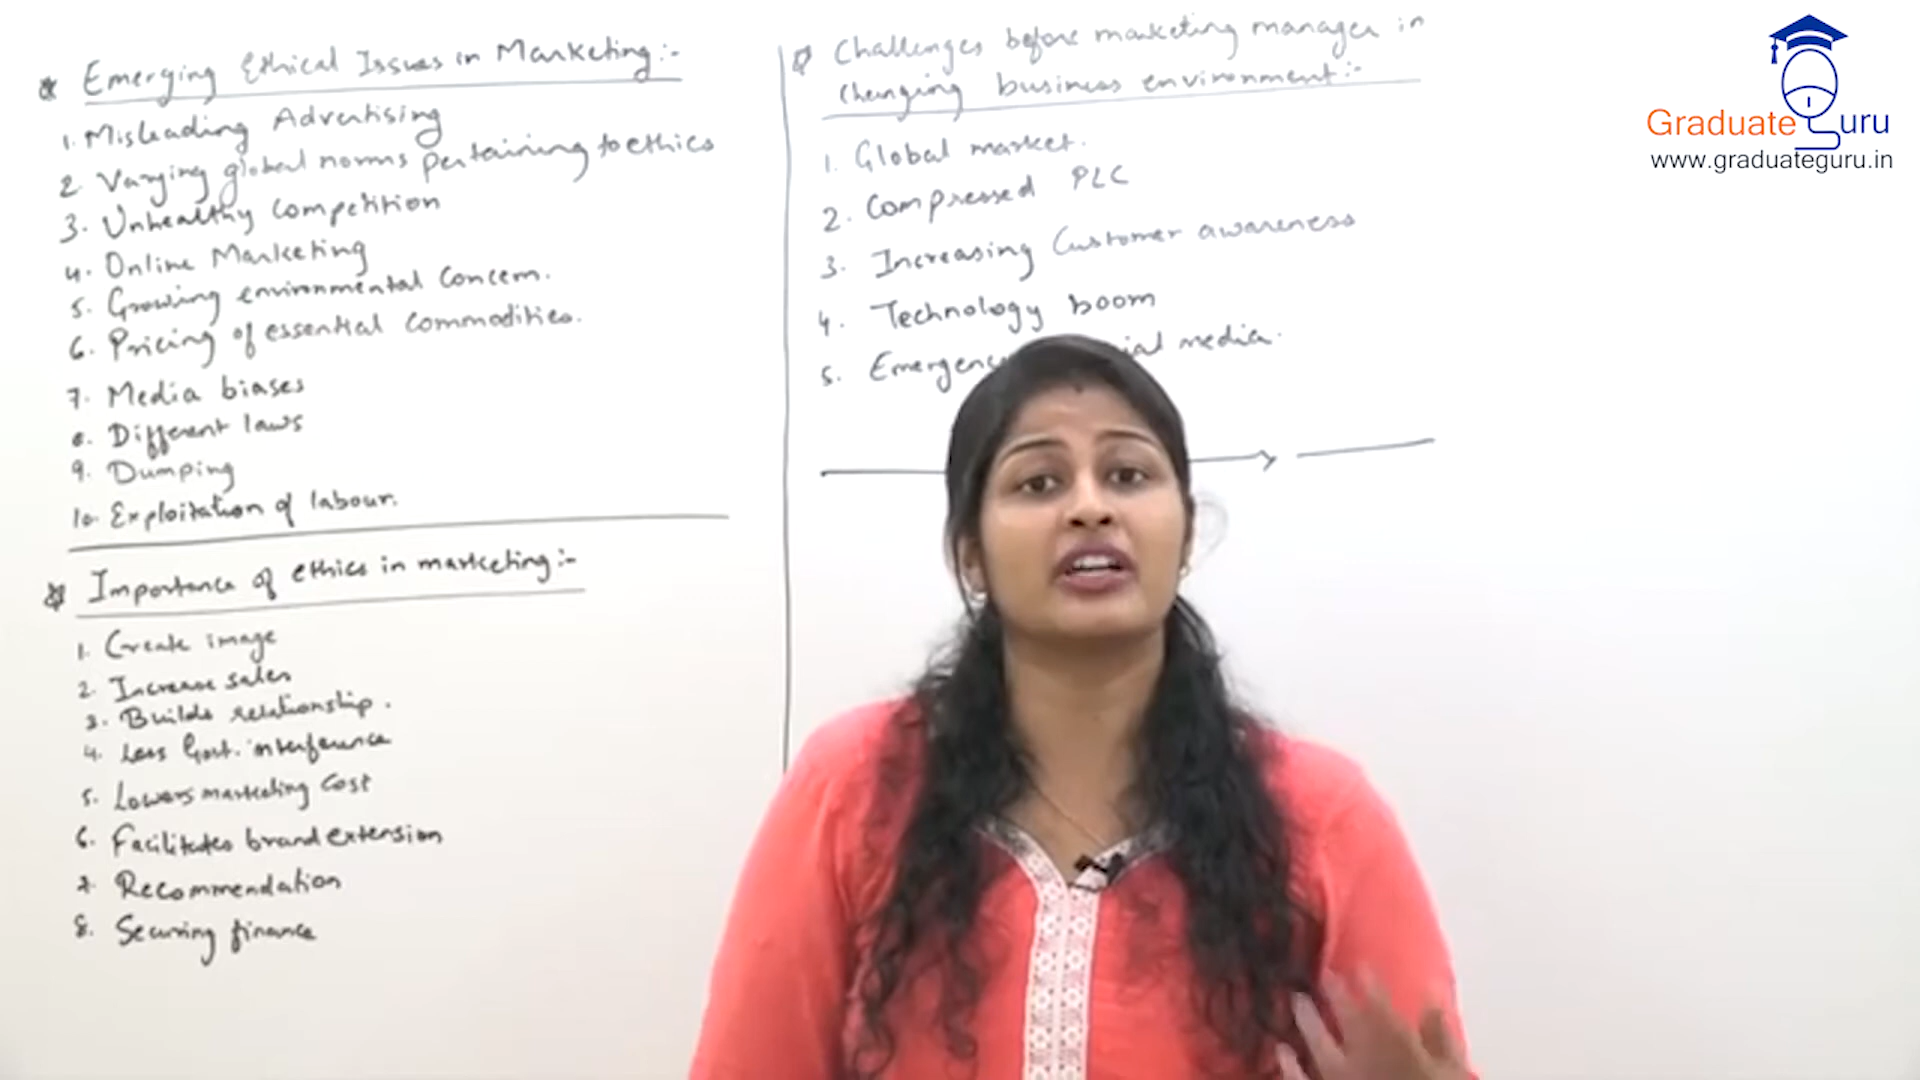 * Emerging Ethical Issues in Marketing:-
1. Misleading Advertising
2. Varying global norms pertaining to ethics
3. Unhealthy competition
4. Online Marketing
5. Growing environmental concern.
6. Pricing of essential commodities.
7. Media biases
8. Different laws
9. Dumping
10. Exploitation of labour.
* Importance of ethics in marketing:-
1. Create image
2. Increase sales
3. Builds relationship.
4. Less Govt. interference
5. Lowers marketing cost
6. Facilitates brand extension
7. Recommendation
8. Securing finance
Challenges before marketing manager in
changing business environment:-
1. Global market.
2. Compressed PLC
3. Increasing Customer awareness
4. Technology boom
5. media.
Graduate Guru
www.graduateguru.in